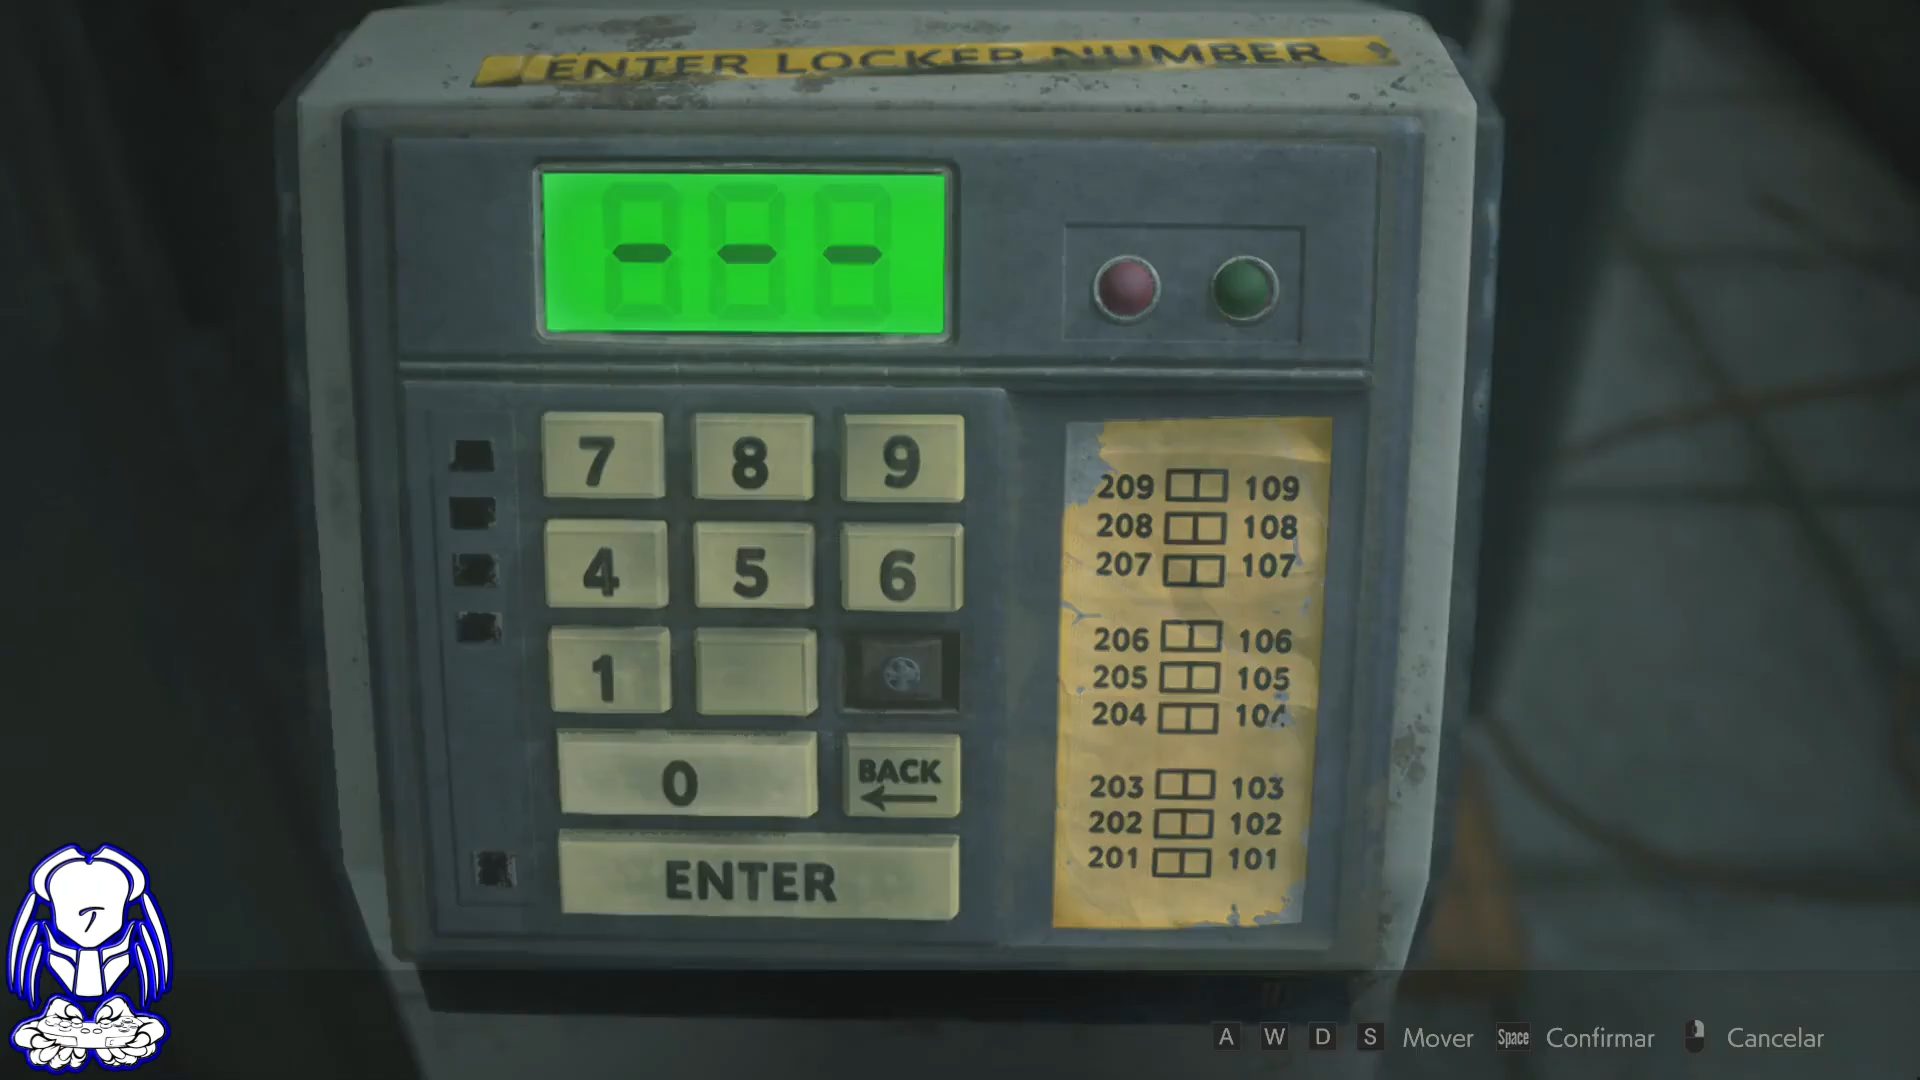 ENTER LOCKER NUMBER
7 8 9
4 5 6
1
0 BACK
ENTER
209 109
208 108
207 107
206 106
205 105
204 104
203 103
202 102
201 101
A W D S Mover Space Confirmar Cancelar